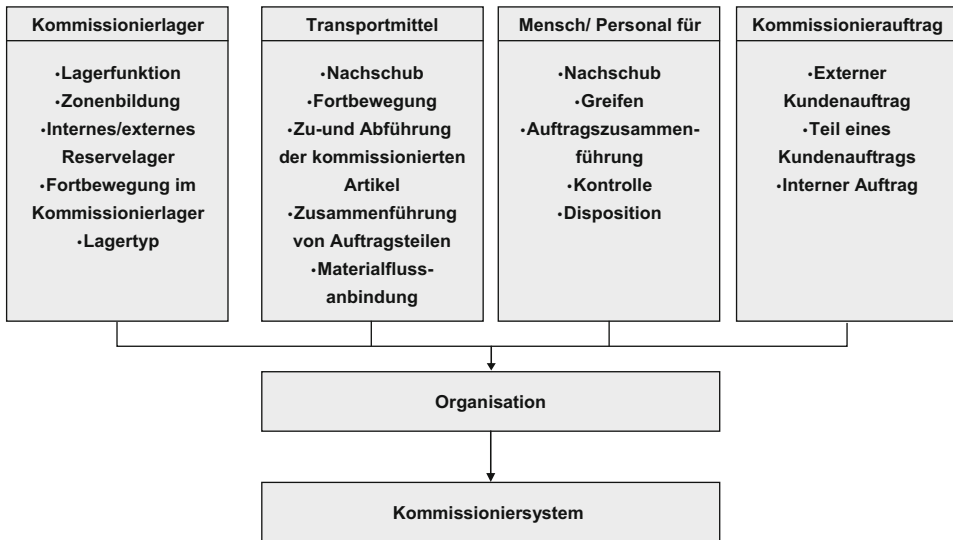 Kommissionierlager
•Lagerfunktion
•Zonenbildung
•Internes/externes
Reservelager
•Fortbewegung im
Kommissionierlager
•Lagertyp
Transportmittel
•Nachschub
•Fortbewegung
•Zu-und Abführung
der kommissionierten
Artikel
•Zusammenführung
von Auftragsteilen
•Materialfluss-
anbindung
Mensch/ Personal für
•Nachschub
•Greifen
•Auftragszusammen-
führung
•Kontrolle
•Disposition
Kommissionierauftrag
•Externer
Kundenauftrag
•Teil eines
Kundenauftrags
•Interner Auftrag
Organisation
Kommissioniersystem